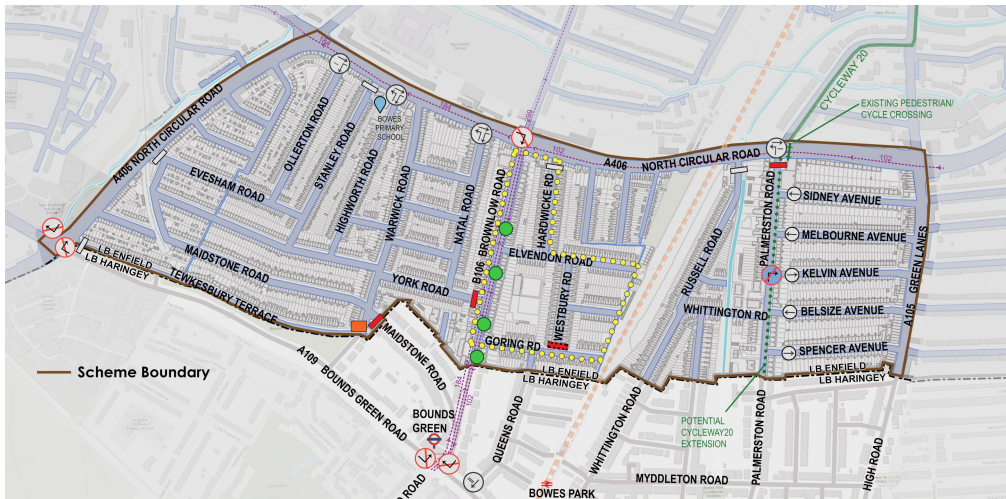 CYCLEWAY 20
EXISTING PEDESTRIAN/
CYCLE CROSSING
A406 NORTH CIRCULAR ROAD
184
102
102
A406
NORTH CIRCULAR ROAD
BOWES
PRIMARY
SCHOOL
OLLERTON ROAD
STANLEY ROAD
HIGHWORTH ROAD
WARWICK ROAD
NATAL ROAD
B106 BROWNLOW ROAD
HARDWICKE RD
EVESHAM ROAD
ELVENDON ROAD
MAIDSTONE ROAD
YORK ROAD
WESTBURY RD
GORING RD
RUSSELL ROAD
WHITTINGTON RD
PALMERSTON ROAD
SIDNEY AVENUE
MELBOURNE AVENUE
KELVIN AVENUE
BELSIZE AVENUE
SPENCER AVENUE
A105 GREEN LANES
LB ENFIELD
LB HARINGEY
TEWKESBURY TERRACE
MAIDSTONE ROAD
A109
BOUNDS GREEN ROAD
LB ENFIELD
LB HARINGEY
LB ENFIELD
LB HARINGEY
Scheme Boundary
184
102
BOUNDS
GREEN
QUEENS ROAD
WHITTINGTON ROAD
PALMERSTON ROAD
POTENTIAL
CYCLEWAY20
EXTENSION
MYDDLETON ROAD
HIGH ROAD
BOWES PARK